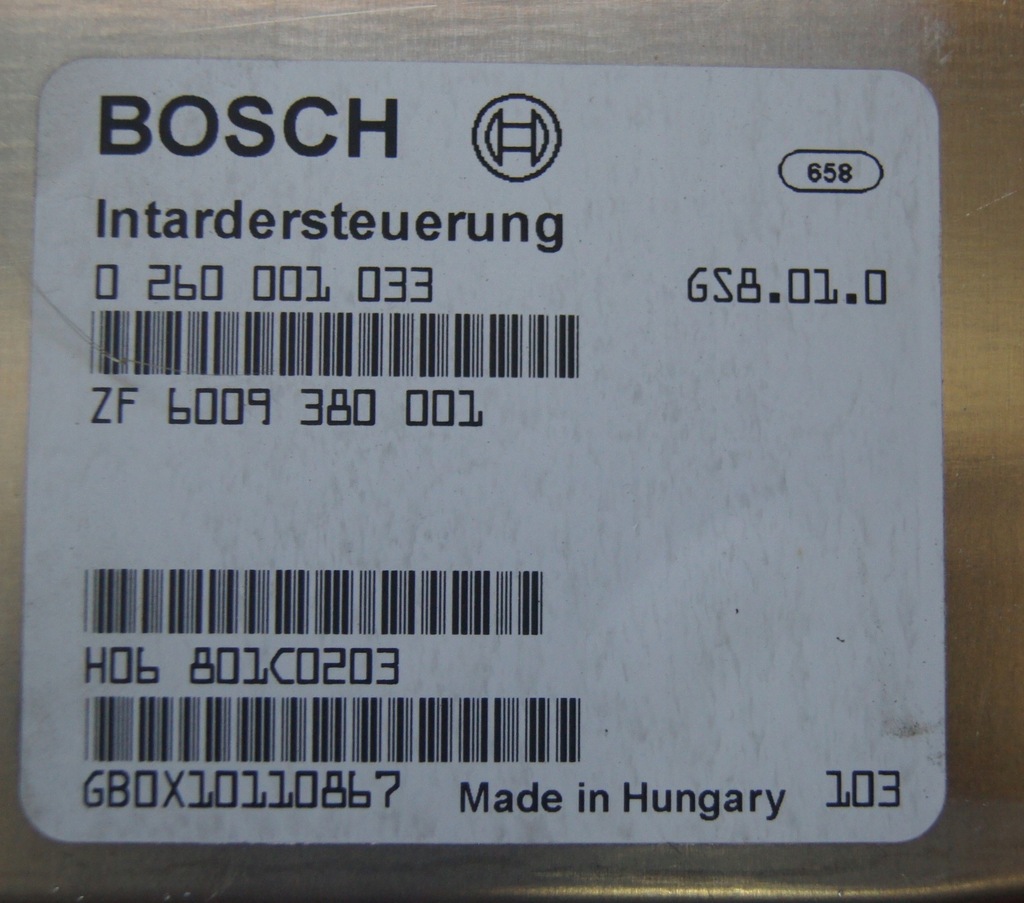 BOSCH
658
Intardersteuerung
0 260 001 033 GS8.01.0
ZF 6009 380 001
H06 801C0203
GB0X10110867 Made in Hungary 103